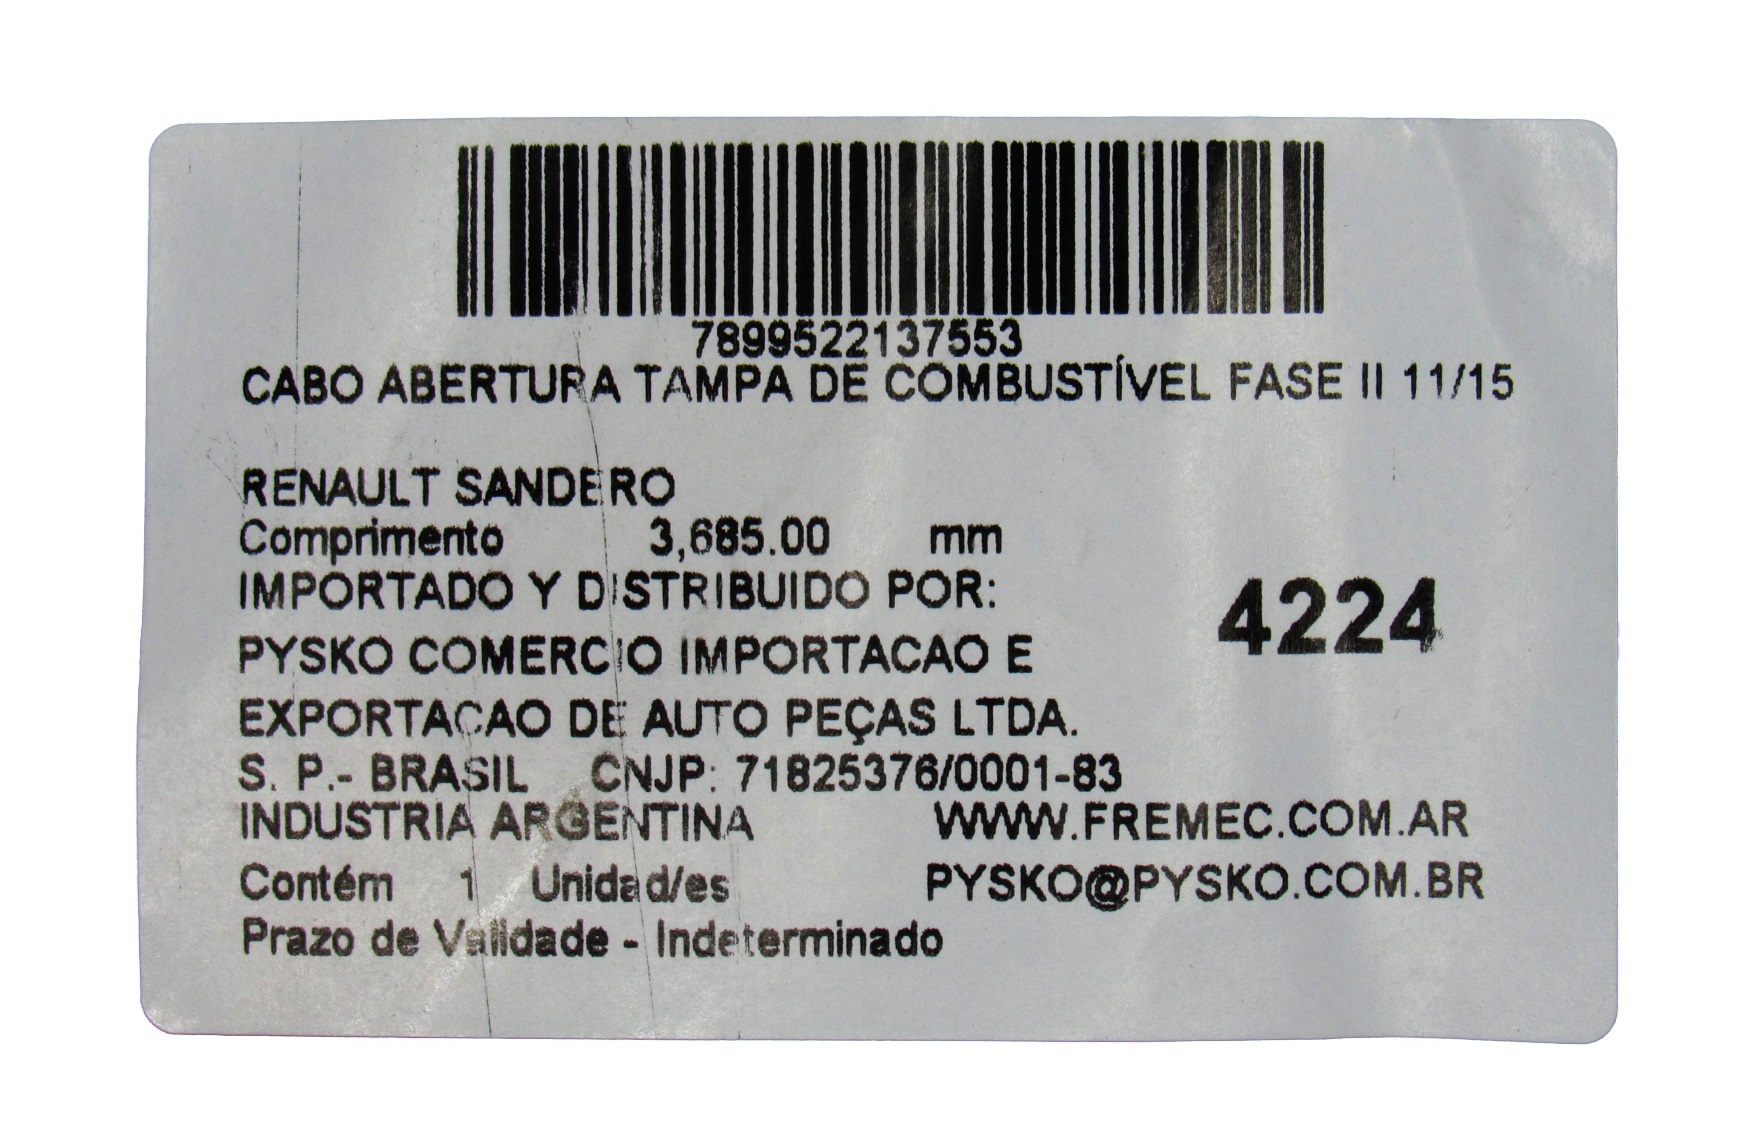 7899522137553
CABO ABERTURA TAMPA DE COMBUSTÍVEL FASE II 11/15
RENAULT SANDERO
Comprimento 3,685.00 mm
IMPORTADO Y DISTRIBUIDO POR:
4224
PYSKO COMERCIO IMPORTACAO E
EXPORTACAO DE AUTO PEÇAS LTDA.
S. P.- BRASIL CNJP: 71825376/0001-83
INDUSTRIA ARGENTINA WWW.FREMEC.COM.AR
Contém 1 Unidad/es PYSKO@PYSKO.COM.BR
Prazo de Validade - Indeterminado